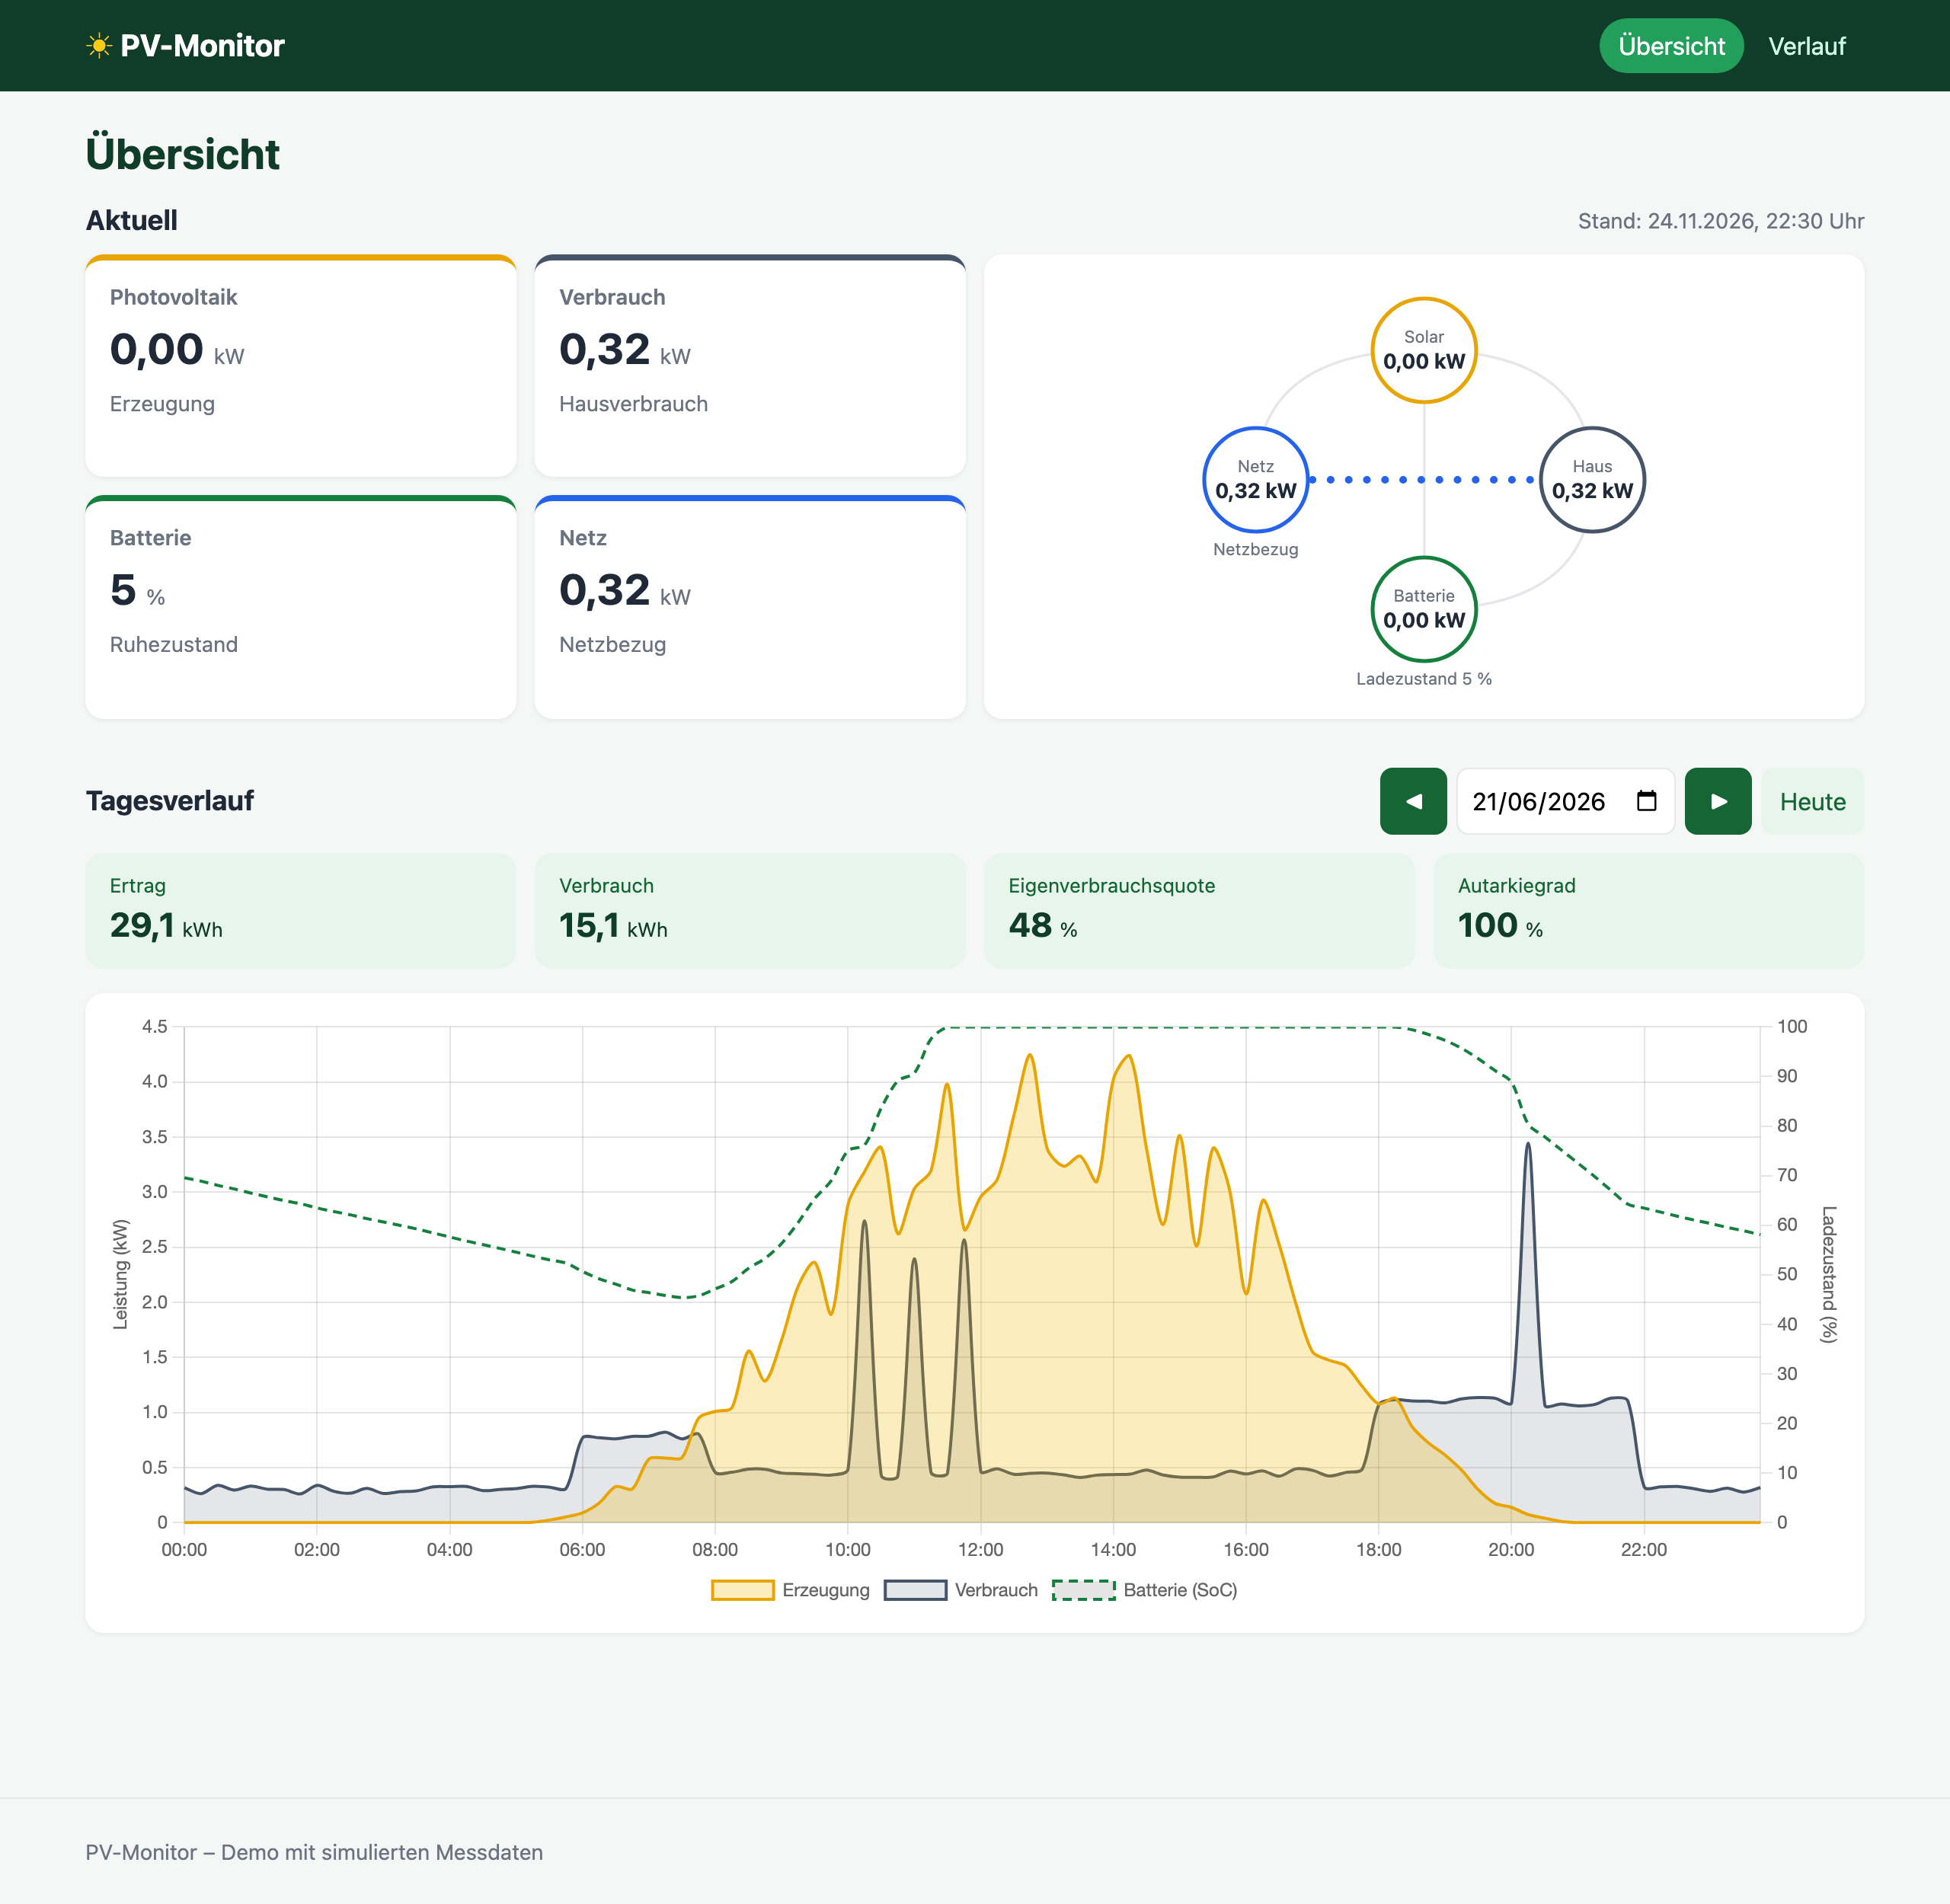 ☀ PV-Monitor
Übersicht
Verlauf
Übersicht
Aktuell
Stand: 24.11.2026, 22:30 Uhr
Photovoltaik
0,00 kW
Erzeugung
Verbrauch
0,32 kW
Hausverbrauch
Batterie
5 %
Ruhezustand
Netz
0,32 kW
Netzbezug
Solar
0,00 kW
Netz
0,32 kW
Netzbezug
Haus
0,32 kW
Batterie
0,00 kW
Ladezustand 5 %
Tagesverlauf
◀
21/06/2026
▶
Heute
Ertrag
29,1 kWh
Verbrauch
15,1 kWh
Eigenverbrauchsquote
48 %
Autarkiegrad
100 %
Leistung (kW)
4.5
4.0
3.5
3.0
2.5
2.0
1.5
1.0
0.5
0
100
90
80
70
60
50
40
30
20
10
0
Ladezustand (%)
00:00 02:00 04:00 06:00 08:00 10:00 12:00 14:00 16:00 18:00 20:00 22:00
Erzeugung Verbrauch Batterie (SoC)
PV-Monitor – Demo mit simulierten Messdaten